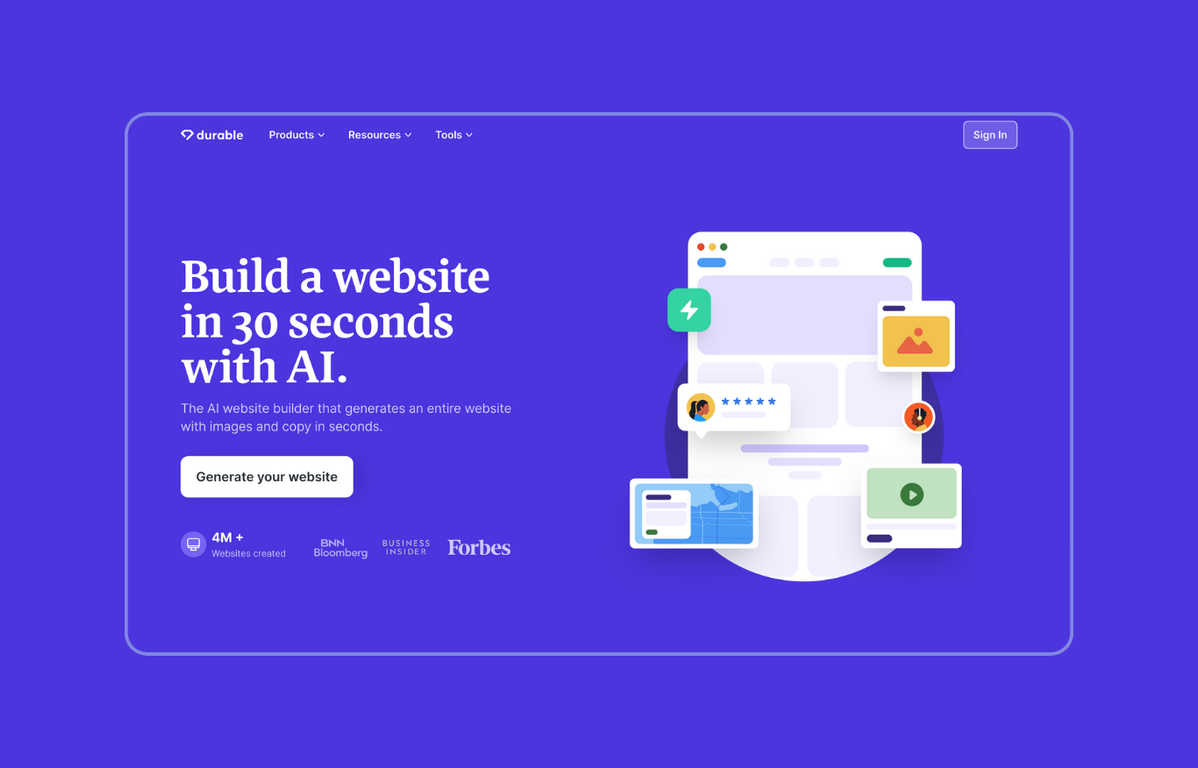 durable
Products
Resources
Tools
Sign In
Build a website
in 30 seconds
with AI.
The AI website builder that generates an entire website
with images and copy in seconds.
Generate your website
4M +
Websites created
BNN
Bloomberg
BUSINESS
INSIDER
Forbes